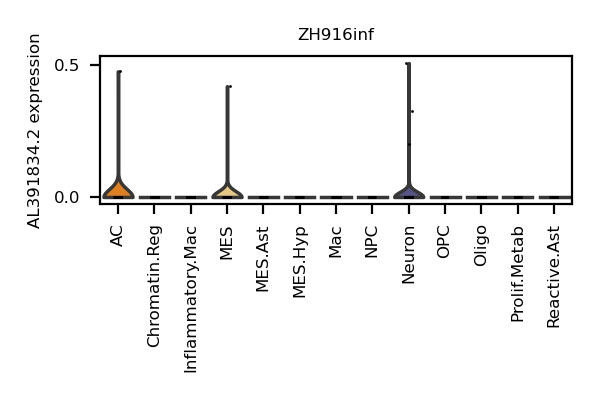 ZH916inf
AL391834.2 expression
0.5
0.0
AC
Chromatin.Reg
Inflammatory.Mac
MES
MES.Ast
MES.Hyp
Mac
NPC
Neuron
OPC
Oligo
Prolif.Metab
Reactive.Ast